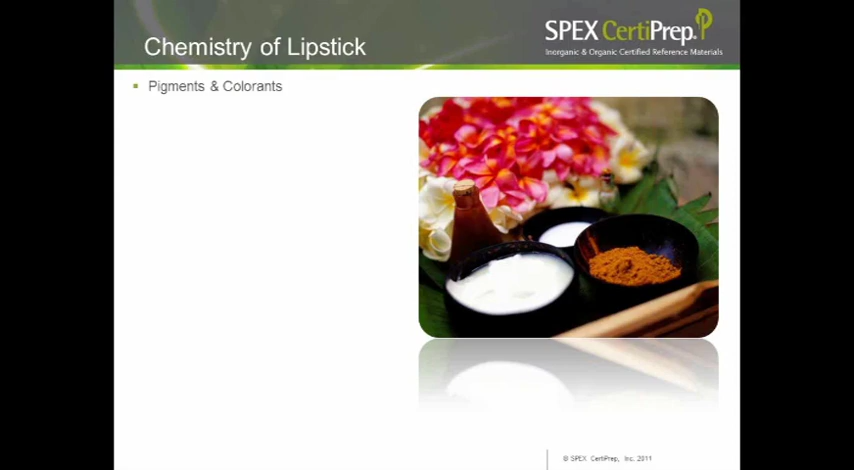 Chemistry of Lipstick
SPEX CertiPrep.
Inorganic & Organic Certified Reference Materials
Pigments & Colorants
© SPEX CertiPrep, Inc. 2011